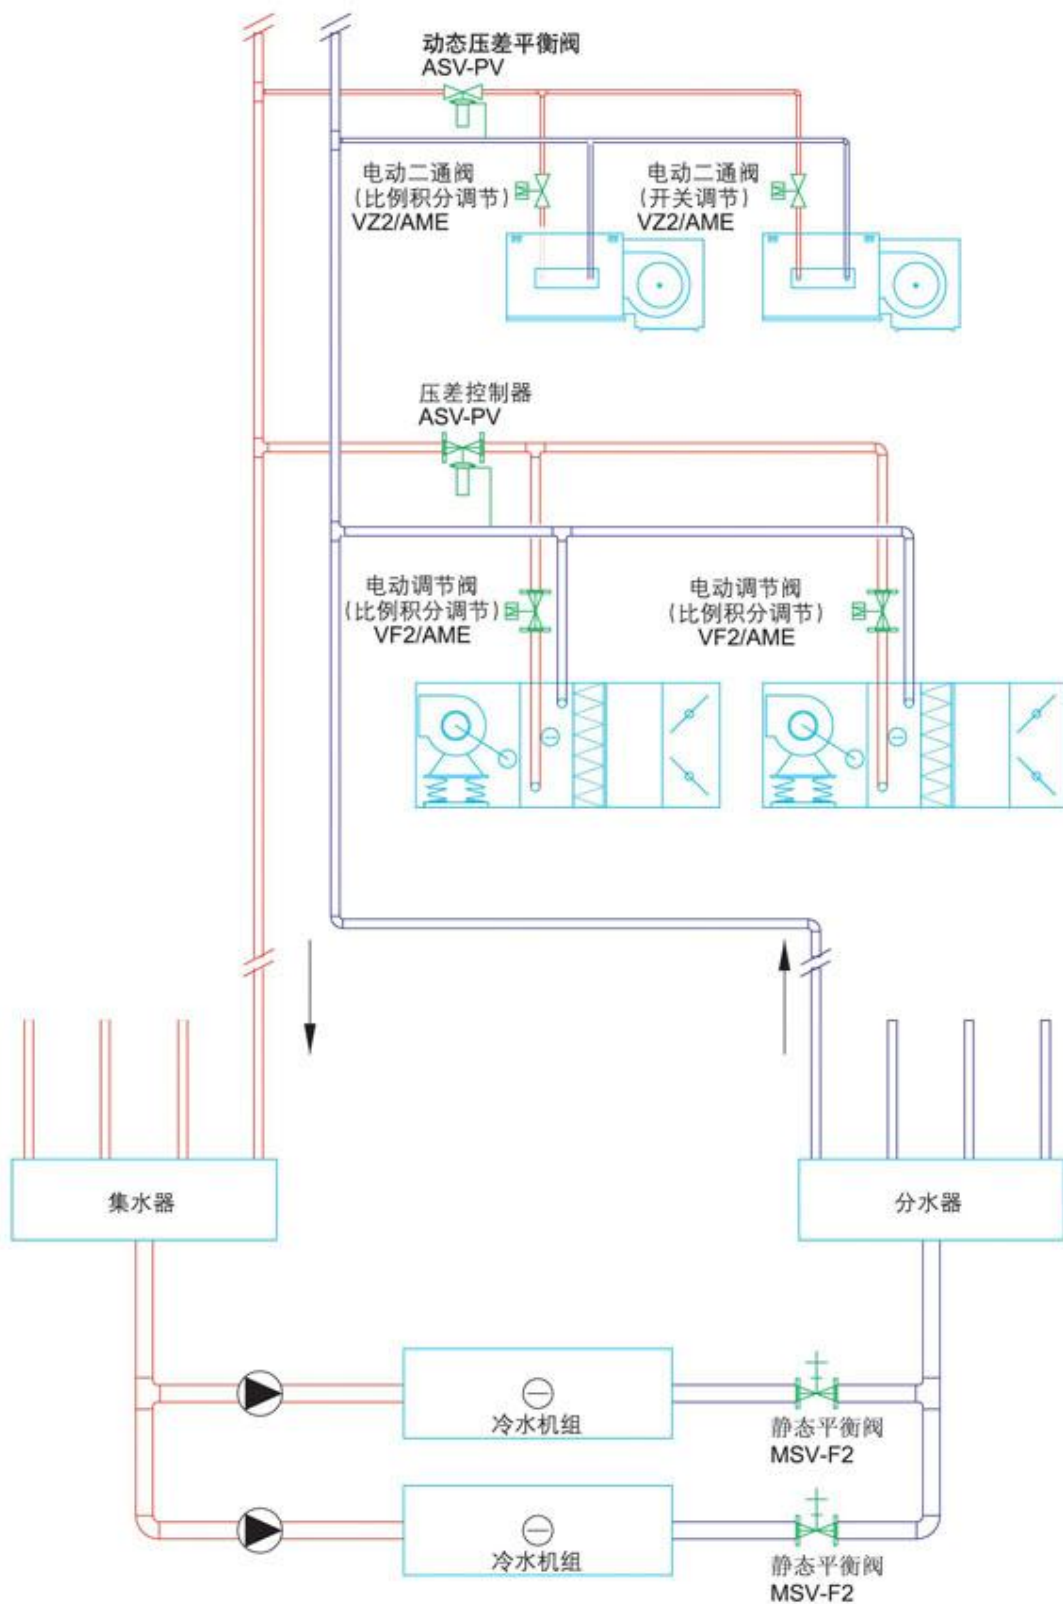 动态压差平衡阀
ASV-PV
电动二通阀
(比例积分调节)
VZ2/AME
电动二通阀
(开关调节)
VZ2/AME
压差控制器
ASV-PV
电动调节阀
(比例积分调节)
VF2/AME
电动调节阀
(比例积分调节)
VF2/AME
集水器
分水器
冷水机组
静态平衡阀
MSV-F2
冷水机组
静态平衡阀
MSV-F2